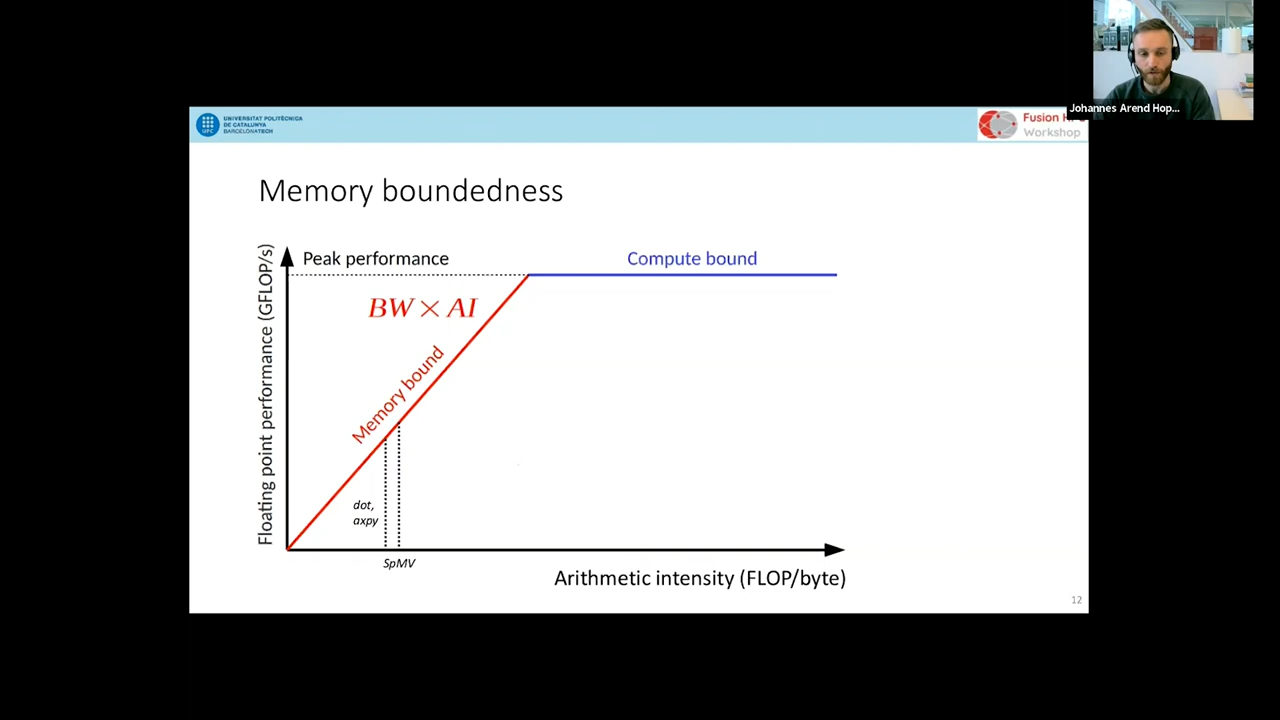 Johannes Arend Hop...
UNIVERSITAT POLITÈCNICA
DE CATALUNYA
BARCELONATECH
UPC
Fusion
Workshop
Memory boundedness
Floating point performance (GFLOP/s)
Peak performance
Compute bound
BW × AI
Memory bound
dot,
axpy
SpMV
Arithmetic intensity (FLOP/byte)
12